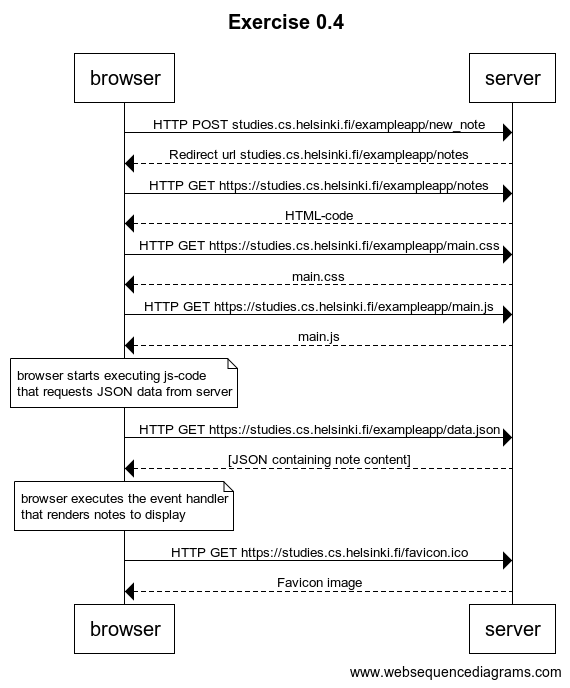 Exercise 0.4
browser
server
HTTP POST studies.cs.helsinki.fi/exampleapp/new_note
Redirect url studies.cs.helsinki.fi/exampleapp/notes
HTTP GET https://studies.cs.helsinki.fi/exampleapp/notes
HTML-code
HTTP GET https://studies.cs.helsinki.fi/exampleapp/main.css
main.css
HTTP GET https://studies.cs.helsinki.fi/exampleapp/main.js
main.js
browser starts executing js-code
that requests JSON data from server
HTTP GET https://studies.cs.helsinki.fi/exampleapp/data.json
[JSON containing note content]
browser executes the event handler
that renders notes to display
HTTP GET https://studies.cs.helsinki.fi/favicon.ico
Favicon image
browser
server
www.websequencediagrams.com